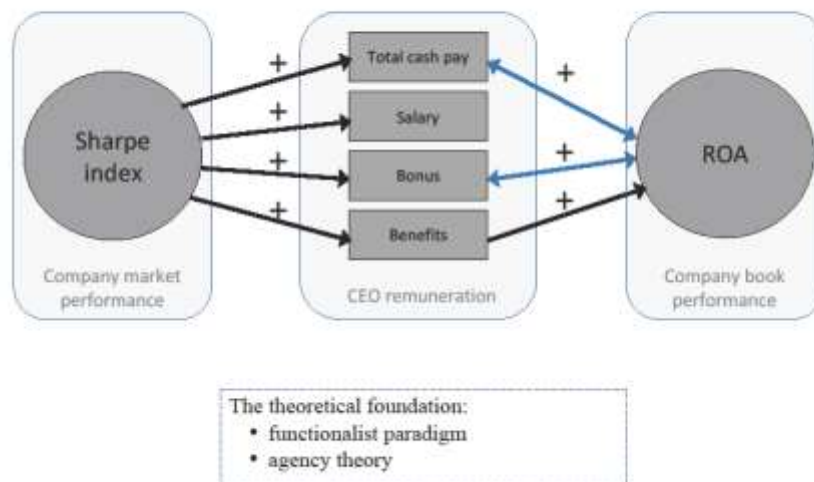 +
Total cash pay
+
+
Salary
Sharpe
index
+
Bonus
+
ROA
+
Benefits
+
Company market
performance
CEO remuneration
Company book
performance
The theoretical foundation:
• functionalist paradigm
• agency theory